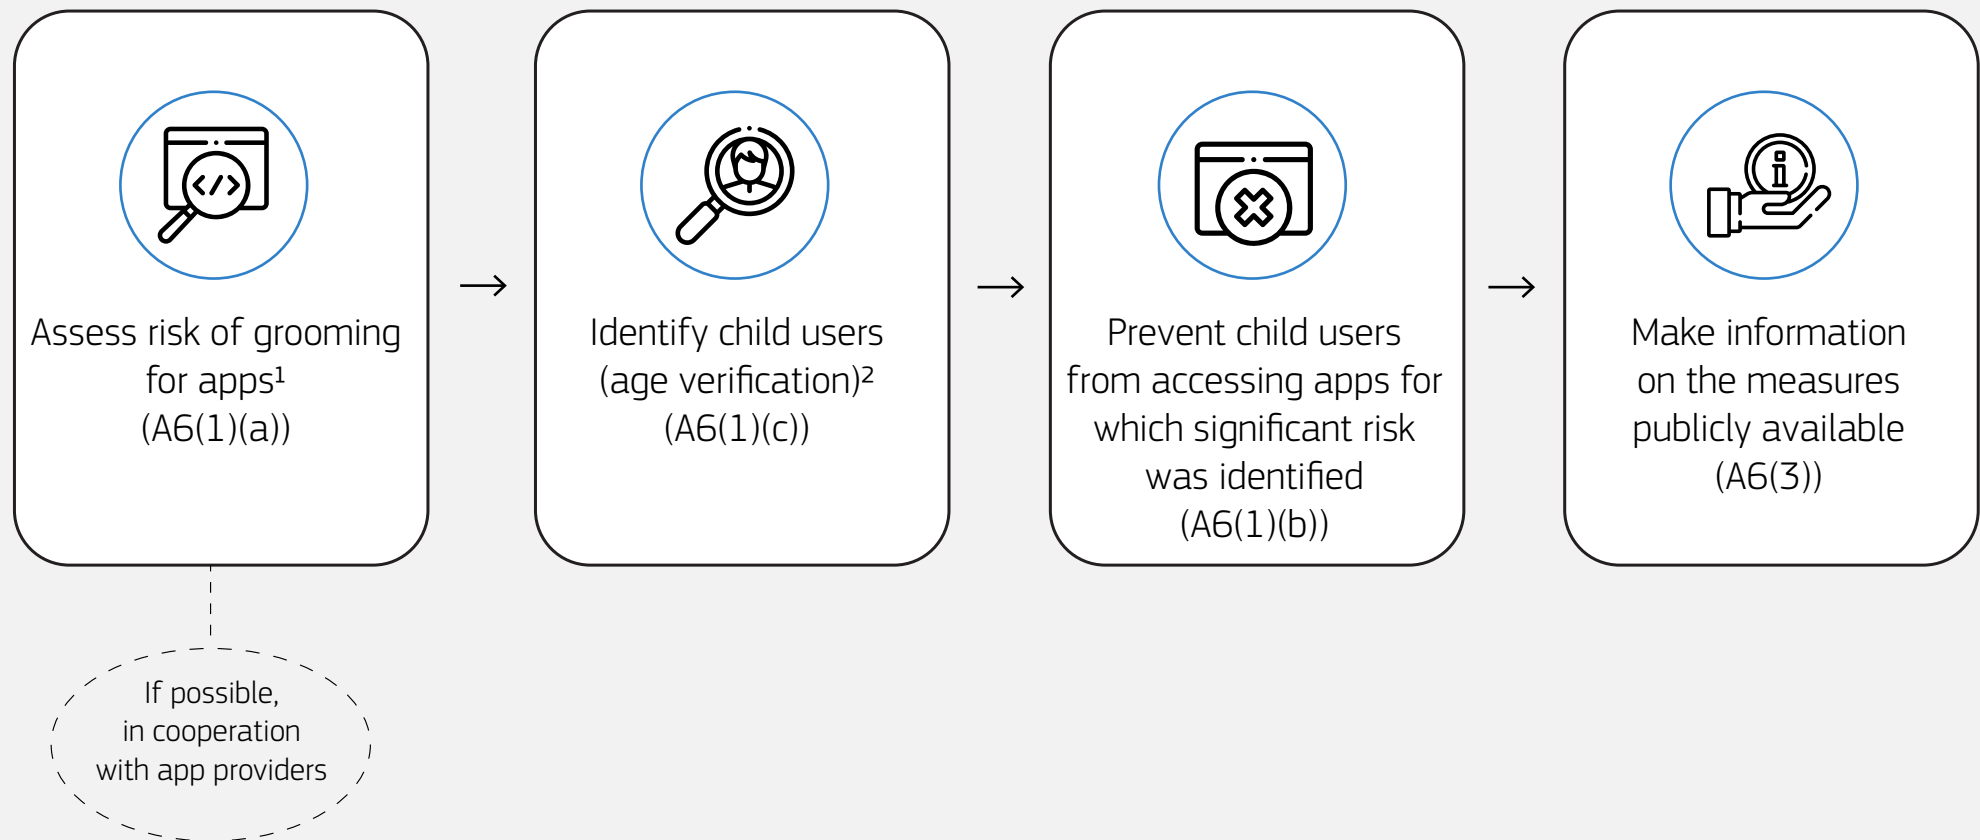 Assess risk of grooming
for apps¹
(A6(1)(a))
Identify child users
(age verification)²
(A6(1)(c))
Prevent child users
from accessing apps for
which significant risk
was identified
(A6(1)(b))
Make information
on the measures
publicly available
(A6(3))
If possible,
in cooperation
with app providers